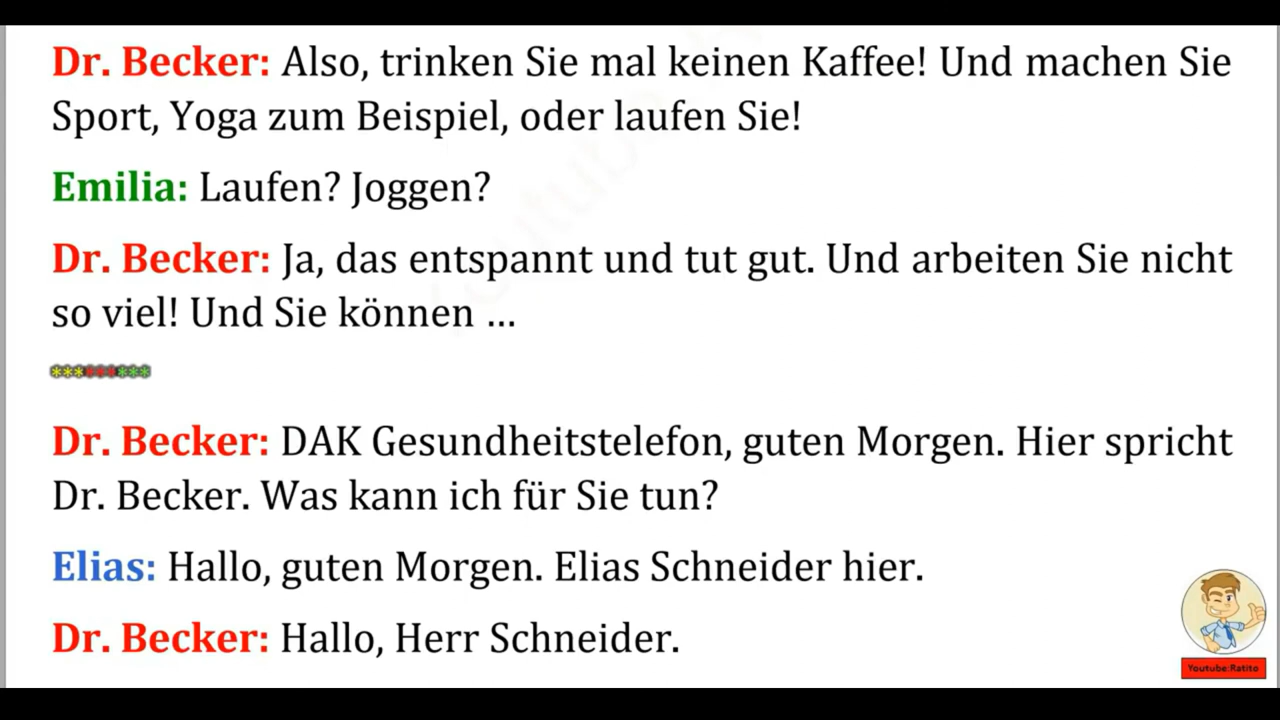 Dr. Becker: Also, trinken Sie mal keinen Kaffee! Und machen Sie
Sport, Yoga zum Beispiel, oder laufen Sie!
Emilia: Laufen? Joggen?
Dr. Becker: Ja, das entspannt und tut gut. Und arbeiten Sie nicht
so viel! Und Sie können ...
*********
Dr. Becker: DAK Gesundheitstelefon, guten Morgen. Hier spricht
Dr. Becker. Was kann ich für Sie tun?
Elias: Hallo, guten Morgen. Elias Schneider hier.
Dr. Becker: Hallo, Herr Schneider.
Youtube:Ratito